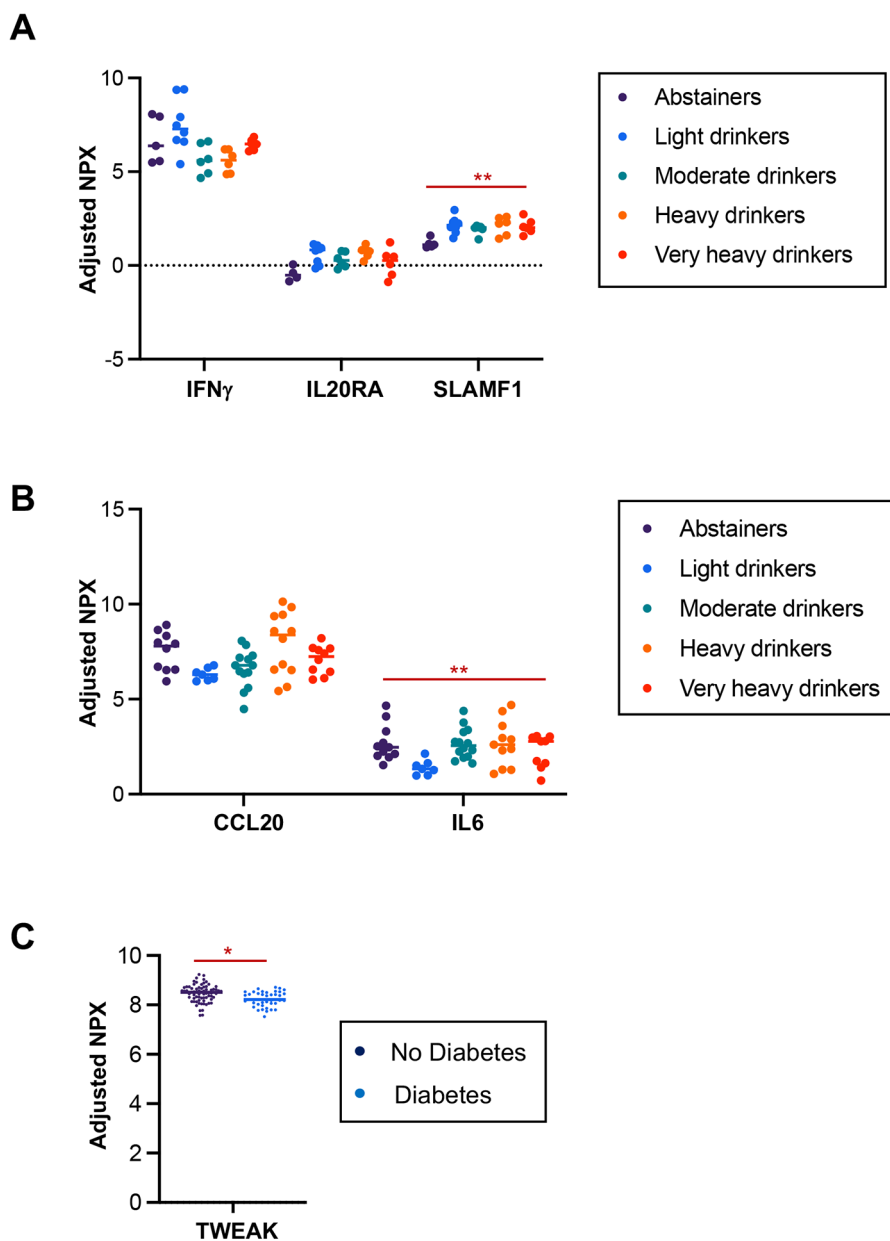 A
Adjusted NPX
10
5
0
-5
**
IFNγ IL20RA SLAMF1
Abstainers
Light drinkers
Moderate drinkers
Heavy drinkers
Very heavy drinkers
B
Adjusted NPX
15
10
5
0
**
CCL20 IL6
Abstainers
Light drinkers
Moderate drinkers
Heavy drinkers
Very heavy drinkers
C
Adjusted NPX
10
8
6
4
2
0
*
TWEAK
No Diabetes
Diabetes